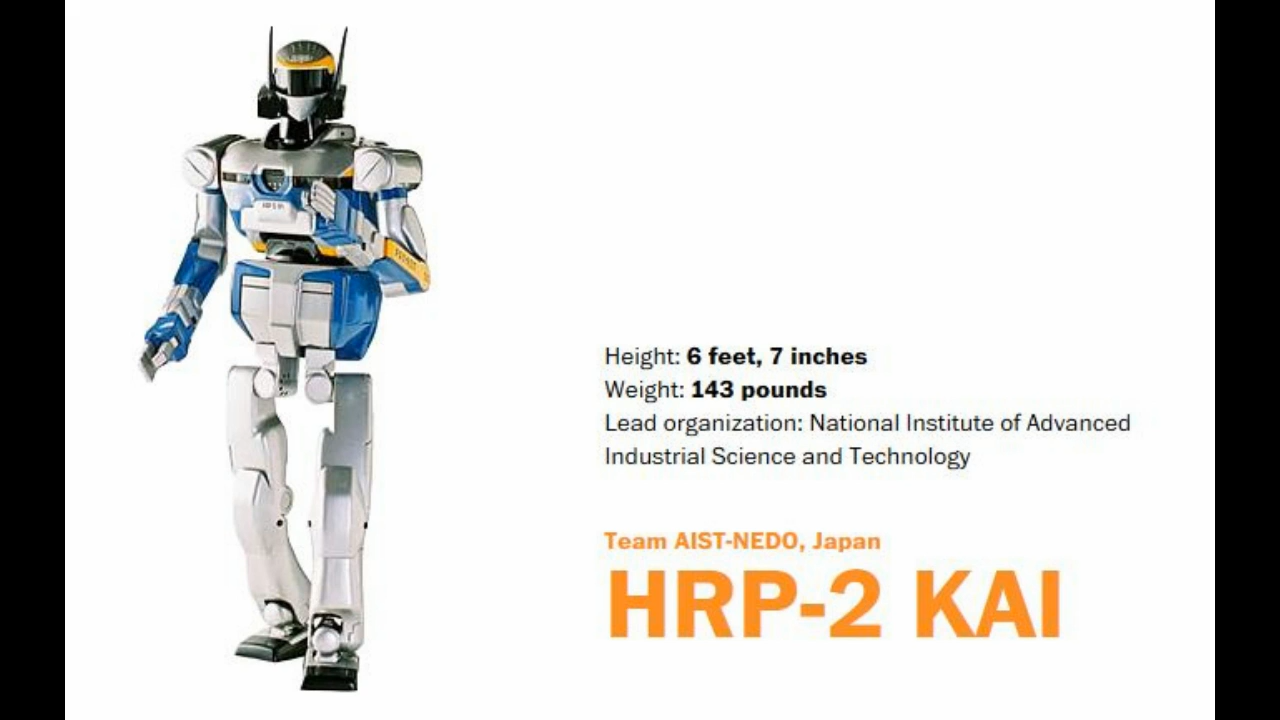 Height: 6 feet, 7 inches
Weight: 143 pounds
Lead organization: National Institute of Advanced
Industrial Science and Technology
Team AIST-NEDO, Japan
HRP-2 KAI